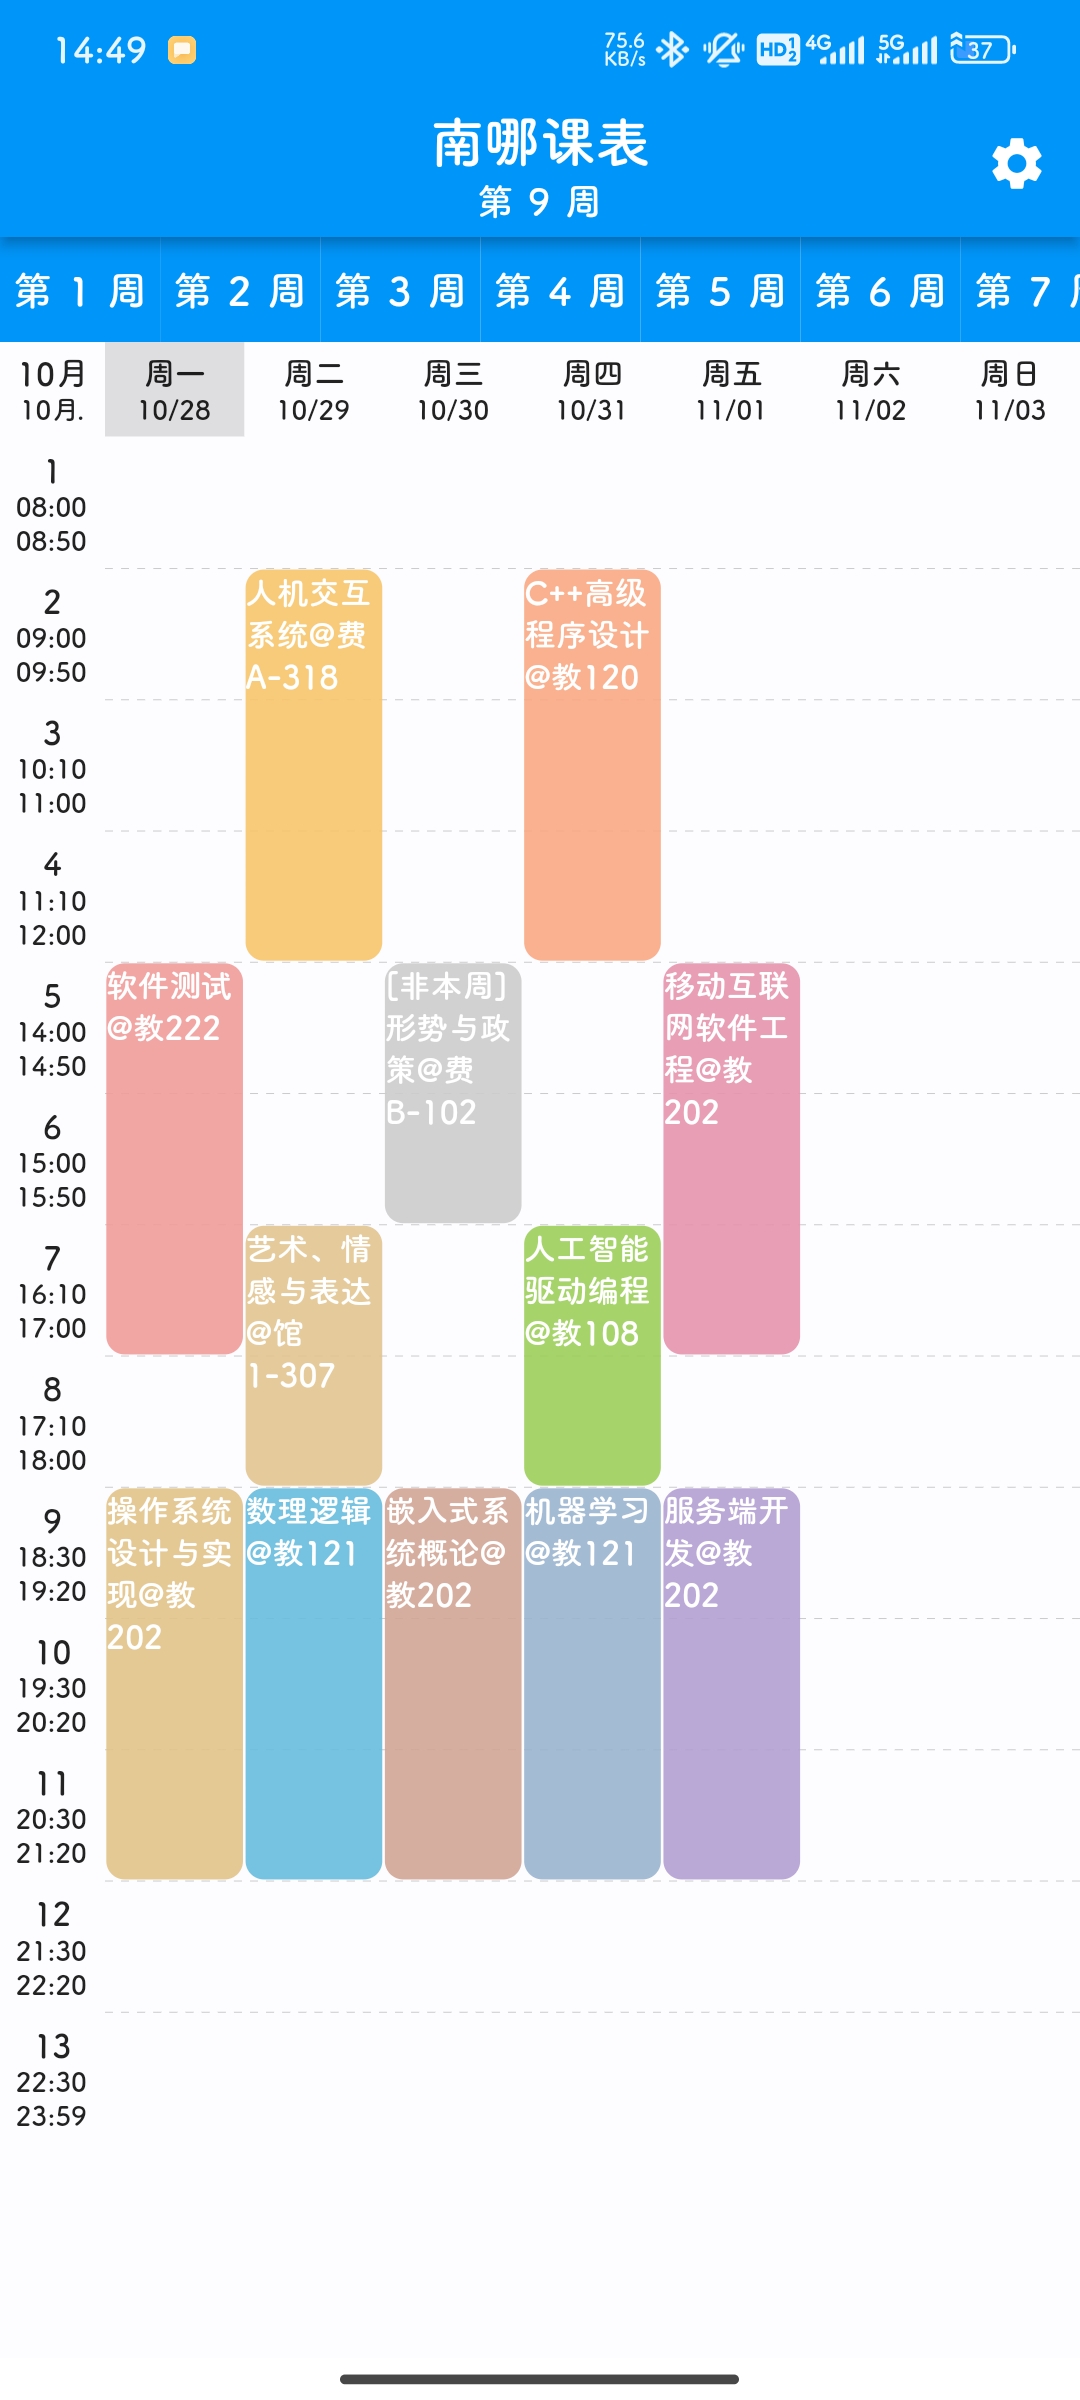 14:49
75.6 KB/s HD 1 2 4G 5G 37
南哪课表
第 9 周
第 1 周 第 2 周 第 3 周 第 4 周 第 5 周 第 6 周 第 7
10月 周一 周二 周三 周四 周五 周六 周日
10月. 10/28 10/29 10/30 10/31 11/01 11/02 11/03
1
08:00
08:50
2
09:00
09:50
人机交互
系统@费
A-318
C++高级
程序设计
@教120
3
10:10
11:00
4
11:10
12:00
5
14:00
14:50
软件测试
@教222
[非本周]
形势与政
策@费
B-102
移动互联
网软件工
程@教
202
6
15:00
15:50
7
16:10
17:00
艺术、情
感与表达
@馆
1-307
人工智能
驱动编程
@教108
8
17:10
18:00
9
18:30
19:20
操作系统
设计与实
现@教
202
数理逻辑
@教121
嵌入式系
统概论@
教202
机器学习
@教121
服务端开
发@教
202
10
19:30
20:20
11
20:30
21:20
12
21:30
22:20
13
22:30
23:59